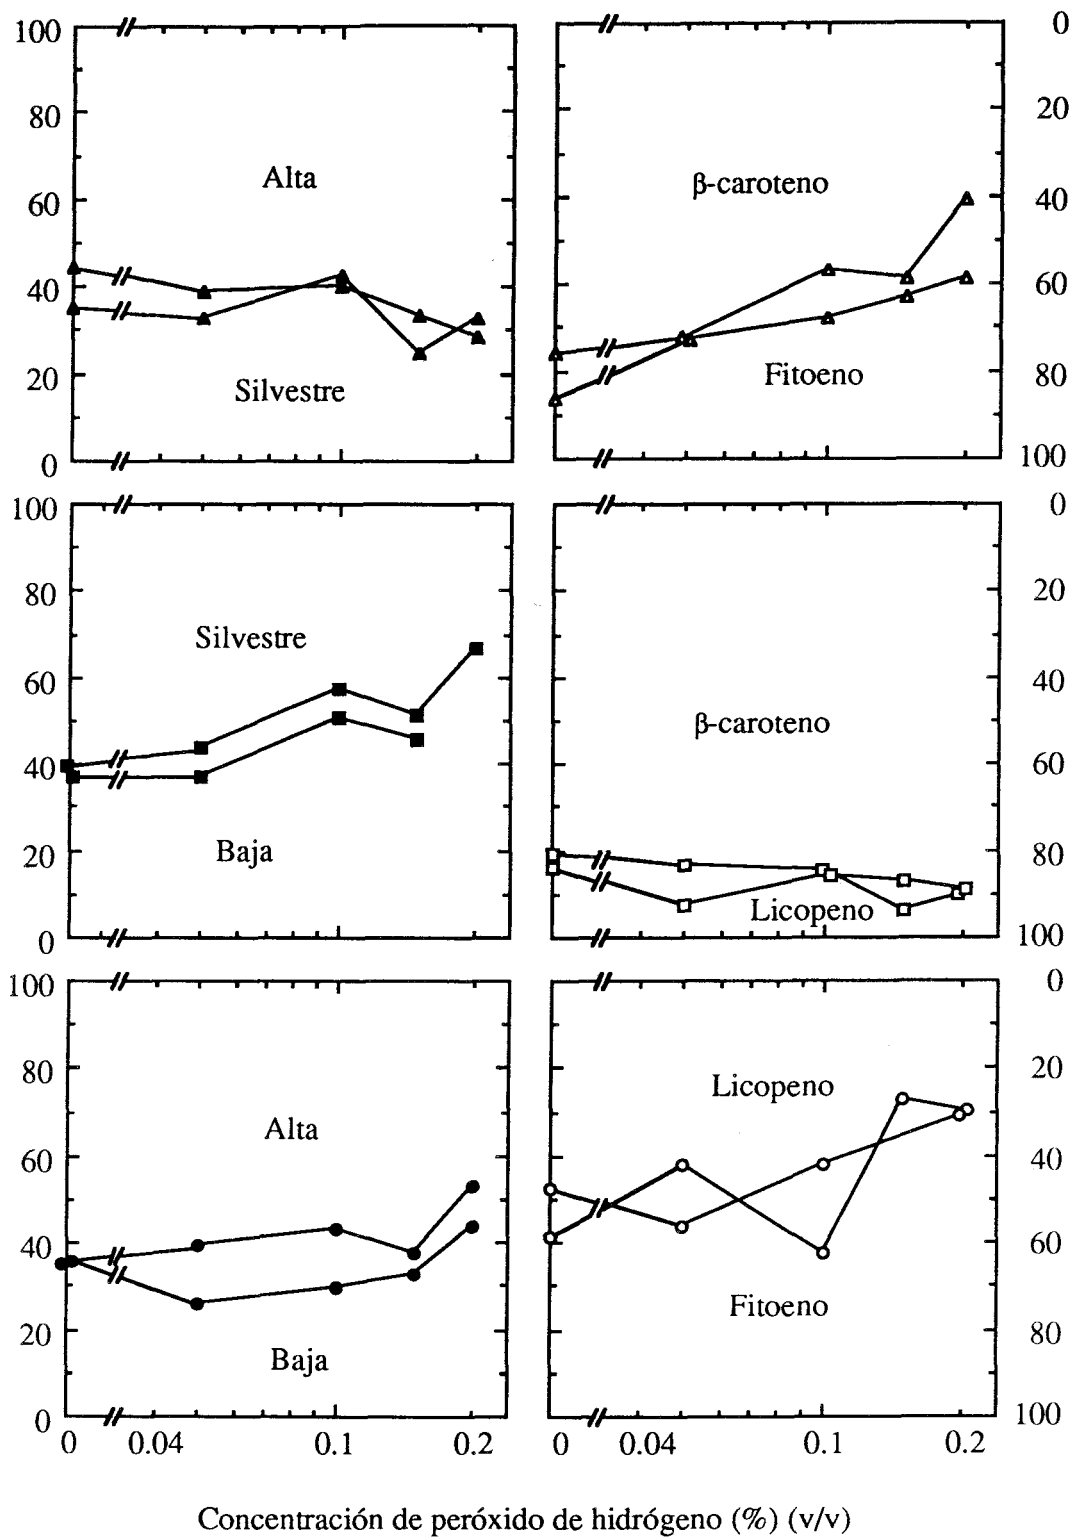 100
0
80
20
Alta
β-caroteno
60
40
40
60
20
Silvestre
Fitoeno
80
0
100
100
0
80
20
Silvestre
60
40
β-caroteno
40
60
20
Baja
80
Licopeno
0
100
100
0
80
20
Alta
Licopeno
60
40
40
60
Fitoeno
20
Baja
80
0
100
0 0.04 0.1 0.2 0 0.04 0.1 0.2
Concentración de peróxido de hidrógeno (%) (v/v)